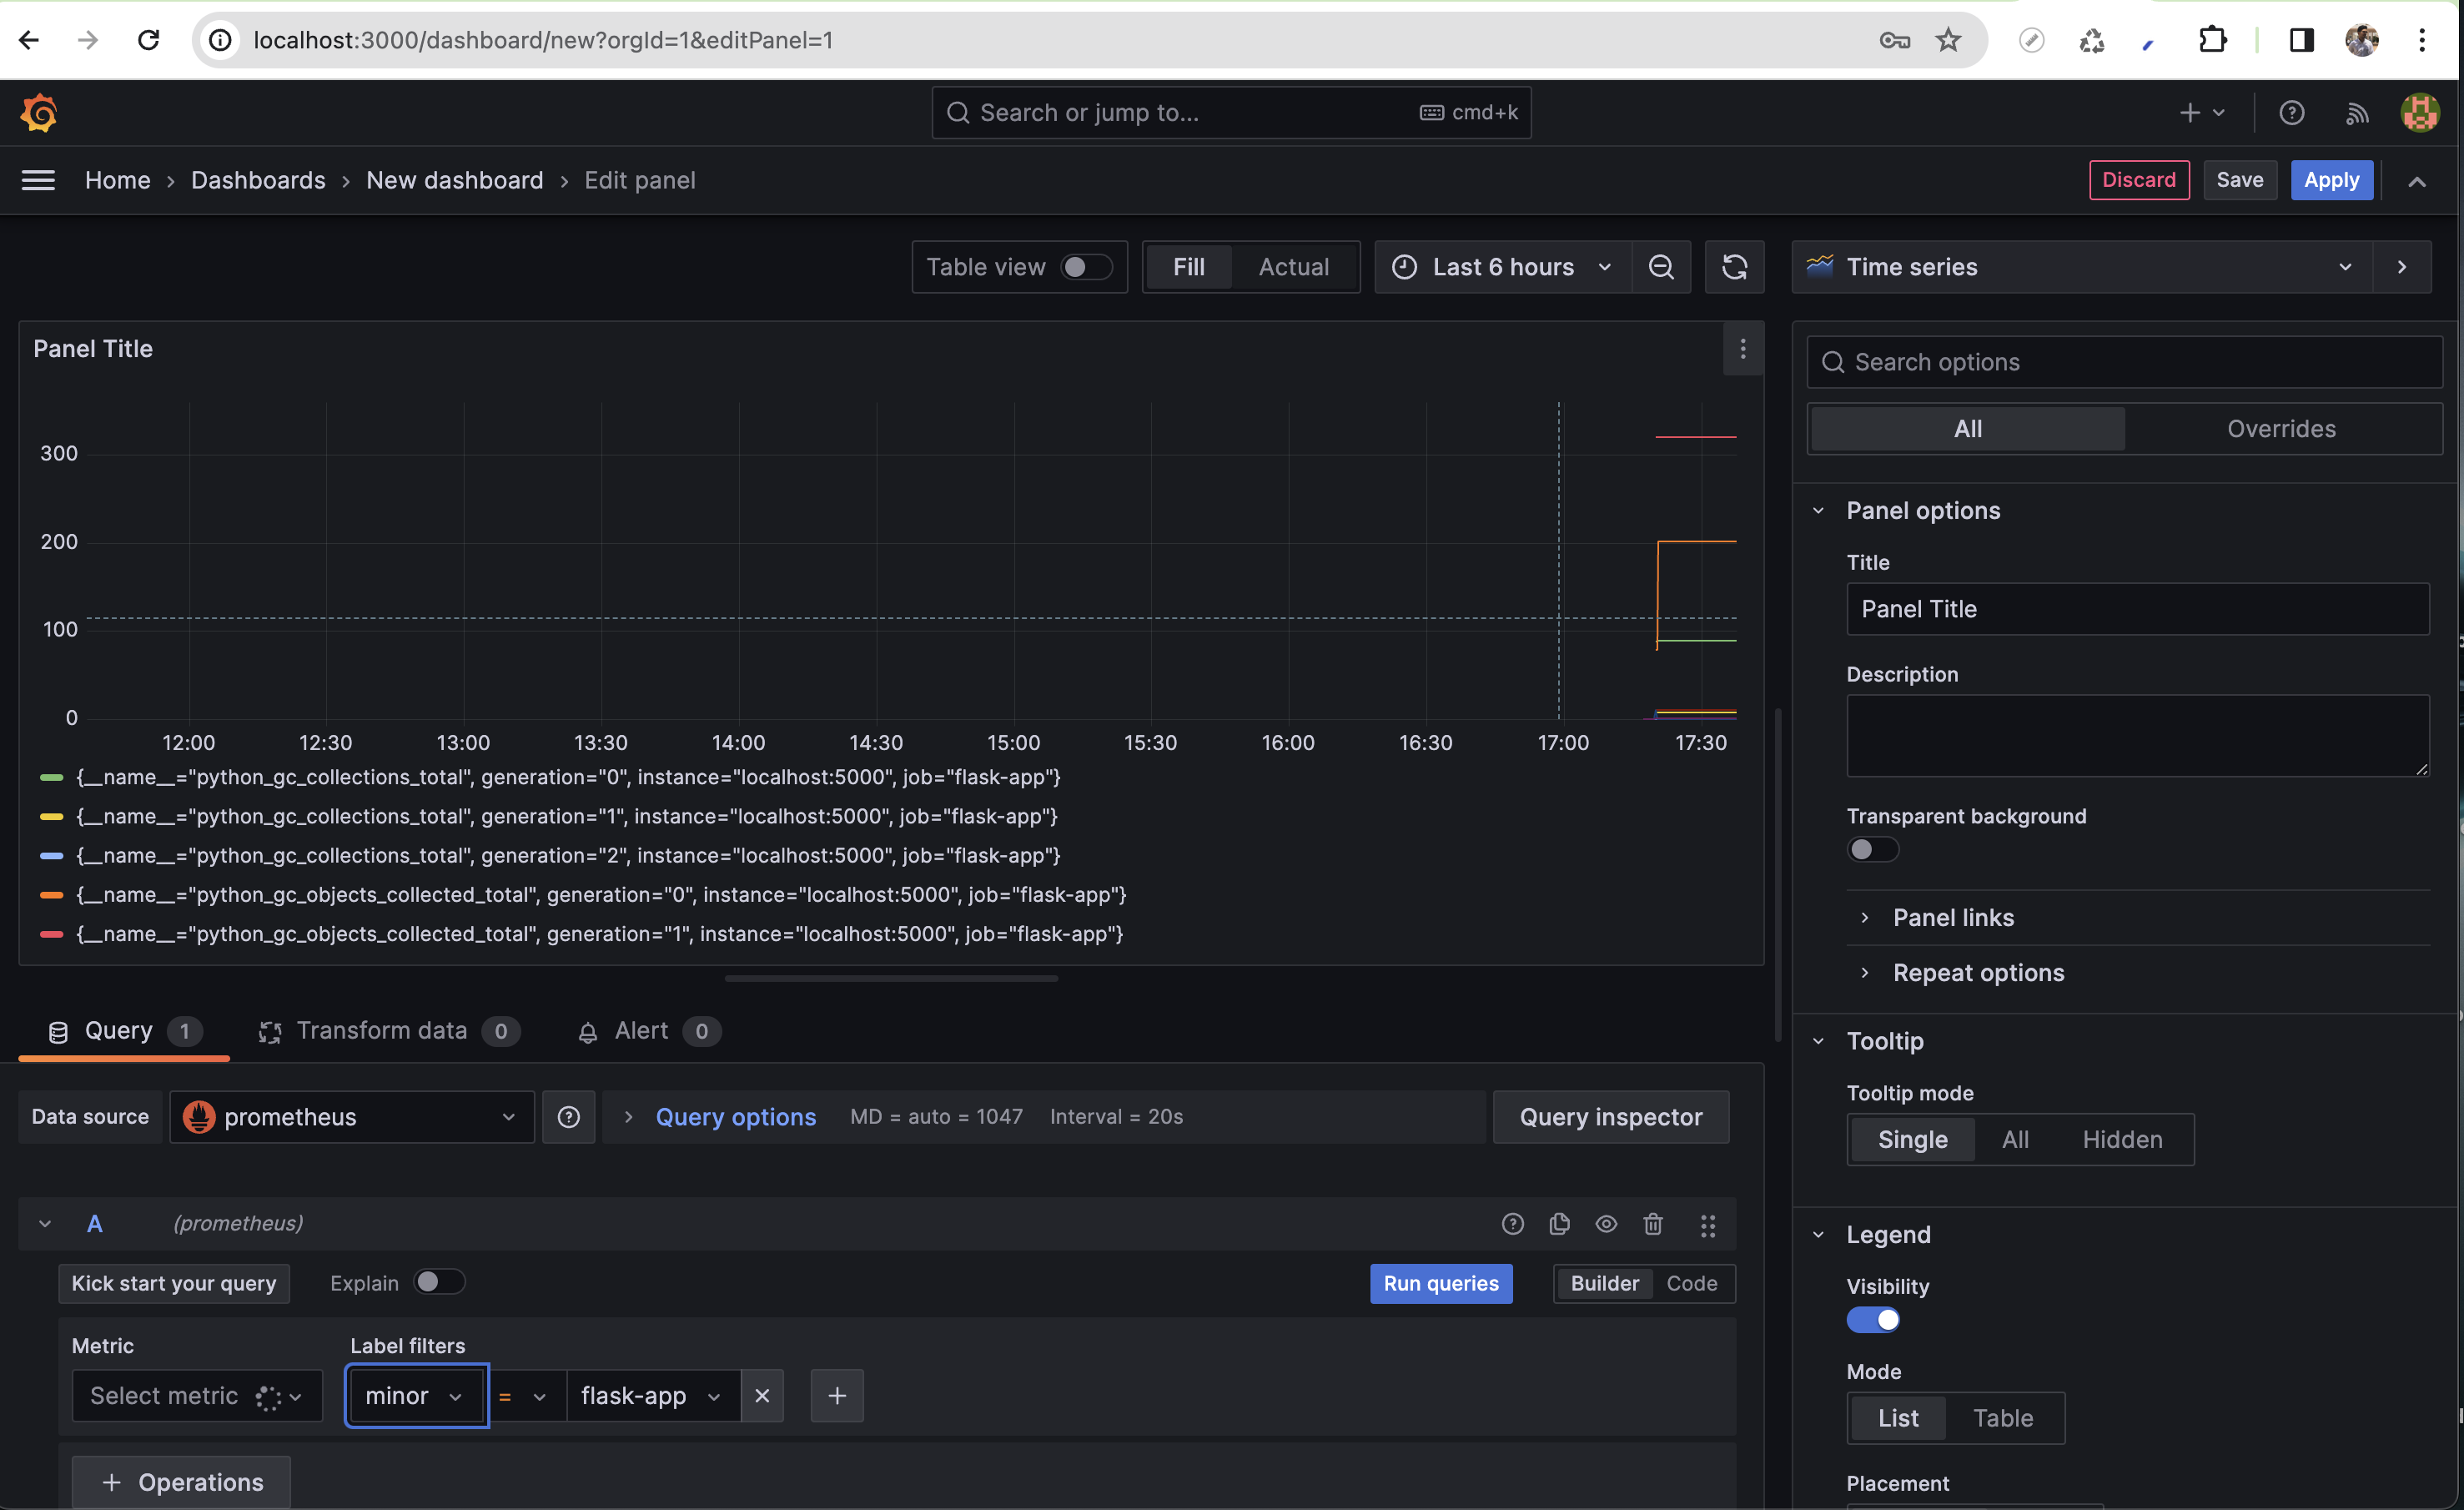 localhost:3000/dashboard/new?orgId=1&editPanel=1
Search or jump to... cmd+k
Home › Dashboards › New dashboard › Edit panel Discard Save Apply
Table view Fill Actual Last 6 hours Time series
Panel Title
Search options
All Overrides
300
200
100
0
12:00 12:30 13:00 13:30 14:00 14:30 15:00 15:30 16:00 16:30 17:00 17:30
{__name__="python_gc_collections_total", generation="0", instance="localhost:5000", job="flask-app"}
{__name__="python_gc_collections_total", generation="1", instance="localhost:5000", job="flask-app"}
{__name__="python_gc_collections_total", generation="2", instance="localhost:5000", job="flask-app"}
{__name__="python_gc_objects_collected_total", generation="0", instance="localhost:5000", job="flask-app"}
{__name__="python_gc_objects_collected_total", generation="1", instance="localhost:5000", job="flask-app"}
Panel options
Title
Panel Title
Description
Transparent background
Panel links
Repeat options
Query 1 Transform data 0 Alert 0
Data source prometheus Query options MD = auto = 1047 Interval = 20s Query inspector
A (prometheus)
Kick start your query Explain Run queries Builder Code
Metric Label filters
Select metric minor = flask-app
+ Operations
Tooltip
Tooltip mode
Single All Hidden
Legend
Visibility
Mode
List Table
Placement